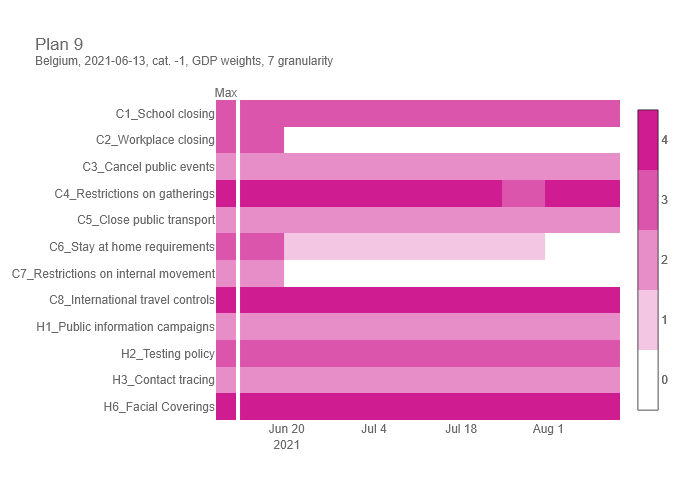 Plan 9
Belgium, 2021-06-13, cat. -1, GDP weights, 7 granularity
Max
C1_School closing
C2_Workplace closing
C3_Cancel public events
C4_Restrictions on gatherings
C5_Close public transport
C6_Stay at home requirements
C7_Restrictions on internal movement
C8_International travel controls
H1_Public information campaigns
H2_Testing policy
H3_Contact tracing
H6_Facial Coverings
Jun 20
2021
Jul 4
Jul 18
Aug 1
4
3
2
1
0